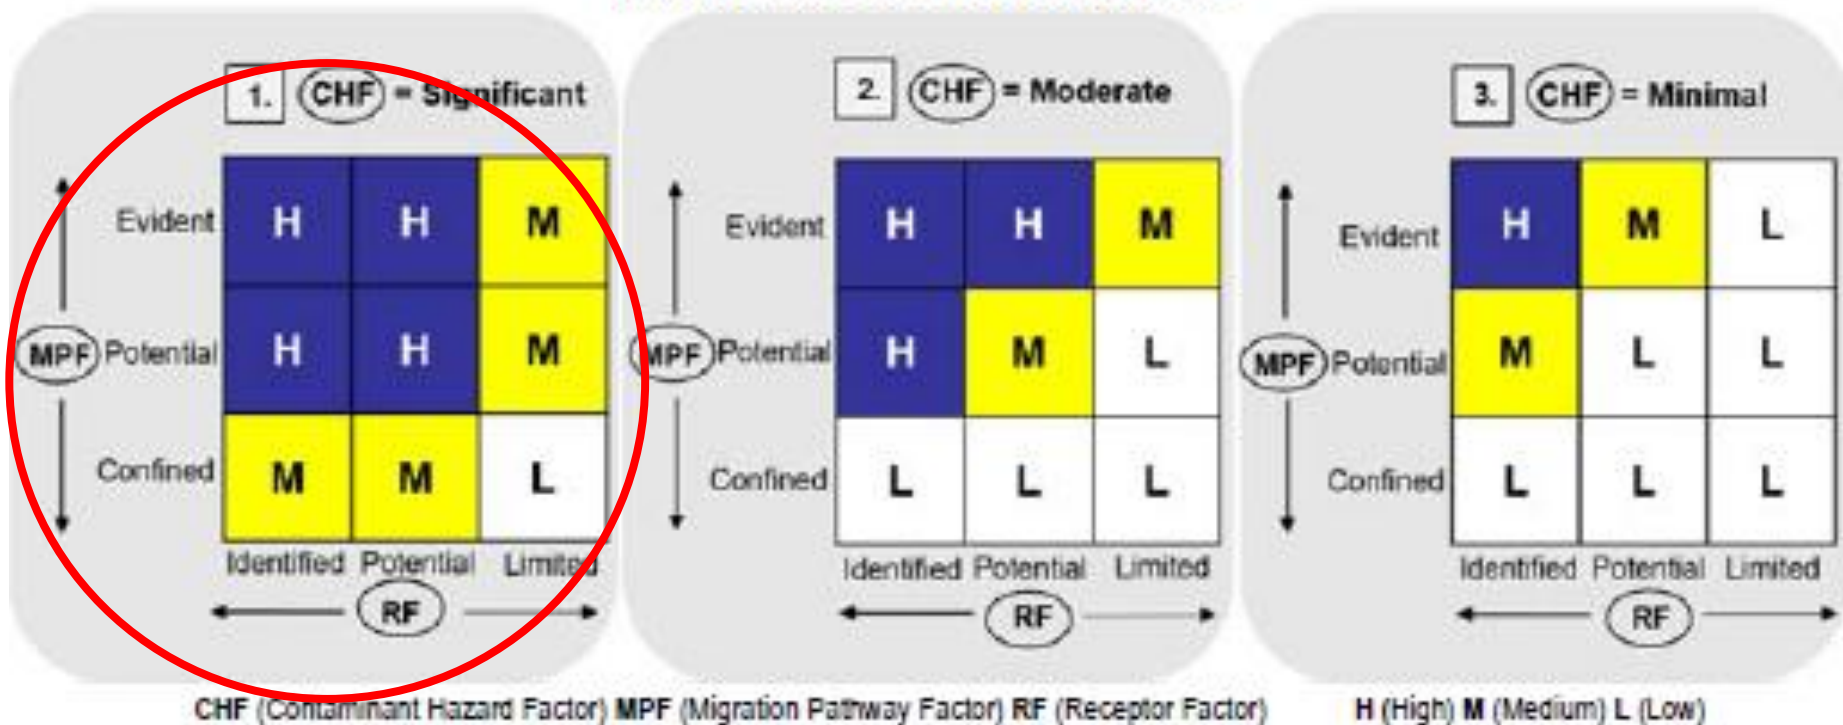 1. CHF = Significant
Evident H H M
MPF Potential H H M
Confined M M L
Identified Potential Limited
RF
2. CHF = Moderate
Evident H H M
MPF Potential H M L
Confined L L L
Identified Potential Limited
RF
3. CHF = Minimal
Evident H M L
MPF Potential M L L
Confined L L L
Identified Potential Limited
RF
CHF (Contaminant Hazard Factor) MPF (Migration Pathway Factor) RF (Receptor Factor) H (High) M (Medium) L (Low)